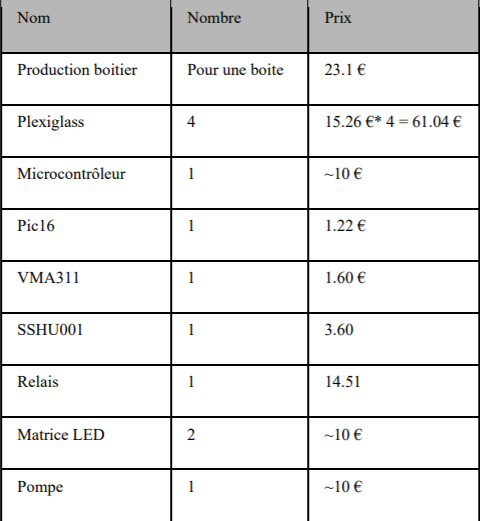 Nom Nombre Prix
Production boitier Pour une boite 23.1 €
Plexiglass 4 15.26 €* 4 = 61.04 €
Microcontrôleur 1 ~10 €
Pic16 1 1.22 €
VMA311 1 1.60 €
SSHU001 1 3.60
Relais 1 14.51
Matrice LED 2 ~10 €
Pompe 1 ~10 €